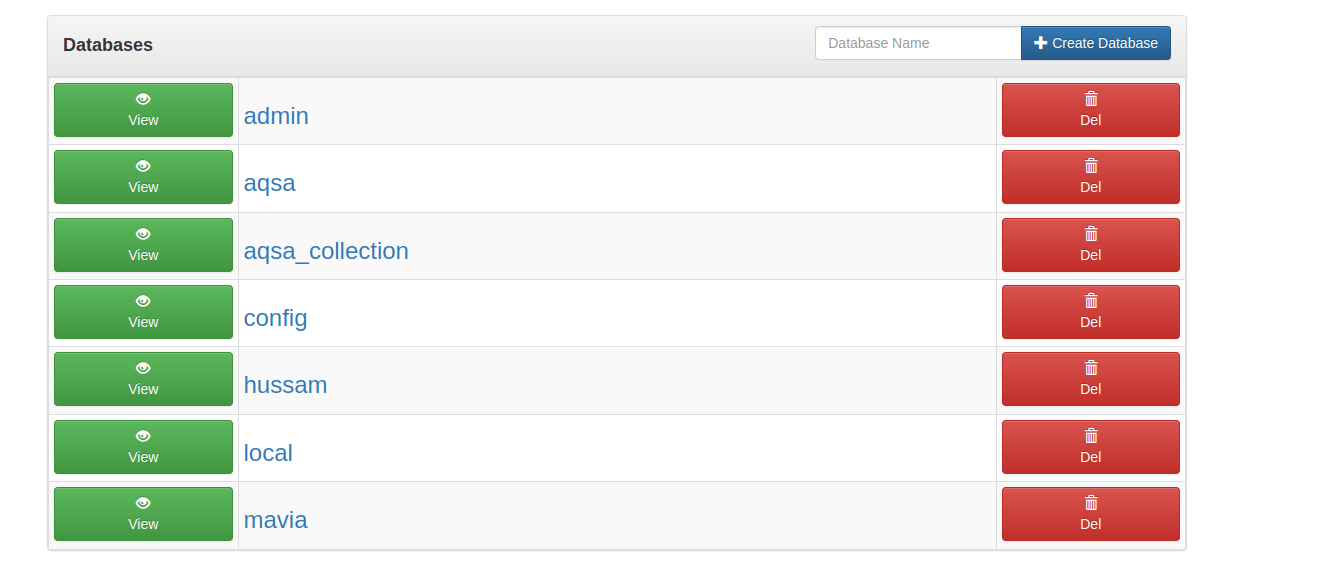 Databases
Database Name
Create Database
View
admin
Del
View
aqsa
Del
View
aqsa_collection
Del
View
config
Del
View
hussam
Del
View
local
Del
View
mavia
Del